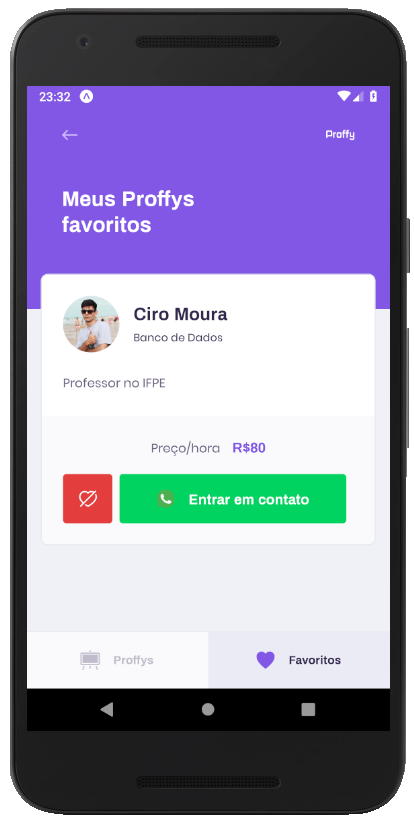 23:32
Proffy
Meus Proffys
favoritos
Ciro Moura
Banco de Dados
Professor no IFPE
Preço/hora R$80
Entrar em contato
Proffys Favoritos